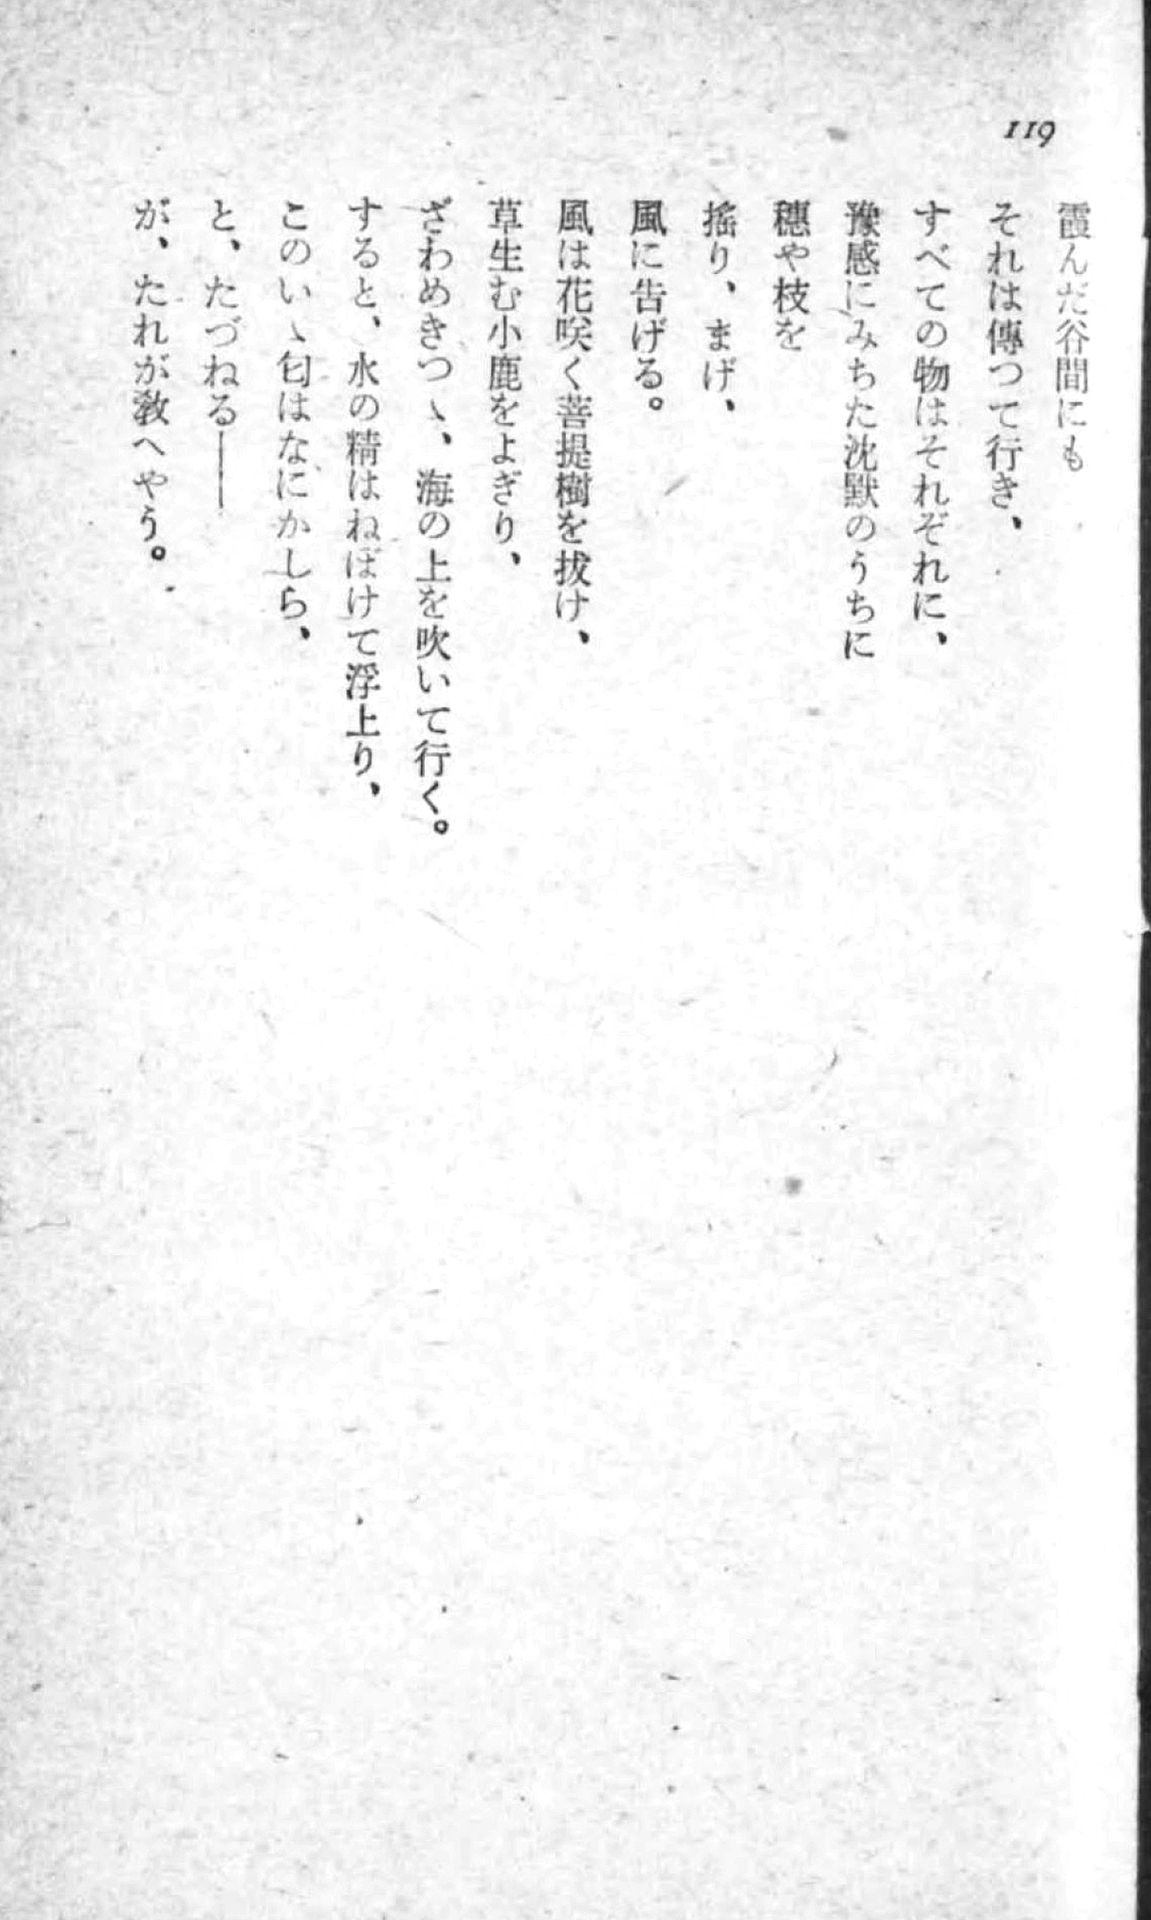 119
霞んだ谷間にも
それは傳つて行き、
すべての物はそれぞれに、
豫感にみちた沈默のうちに
穗や枝を
搖り、まげ、
風に告げる。
風は花咲く菩提樹を拔け、
草生む小鹿をよぎり、
ざわめきつゝ、海の上を吹いて行く。
すると、水の精はねぼけて浮上り、
このいゝ匂はなにかしら、
と、たづねる――
が、たれが敎へやう。